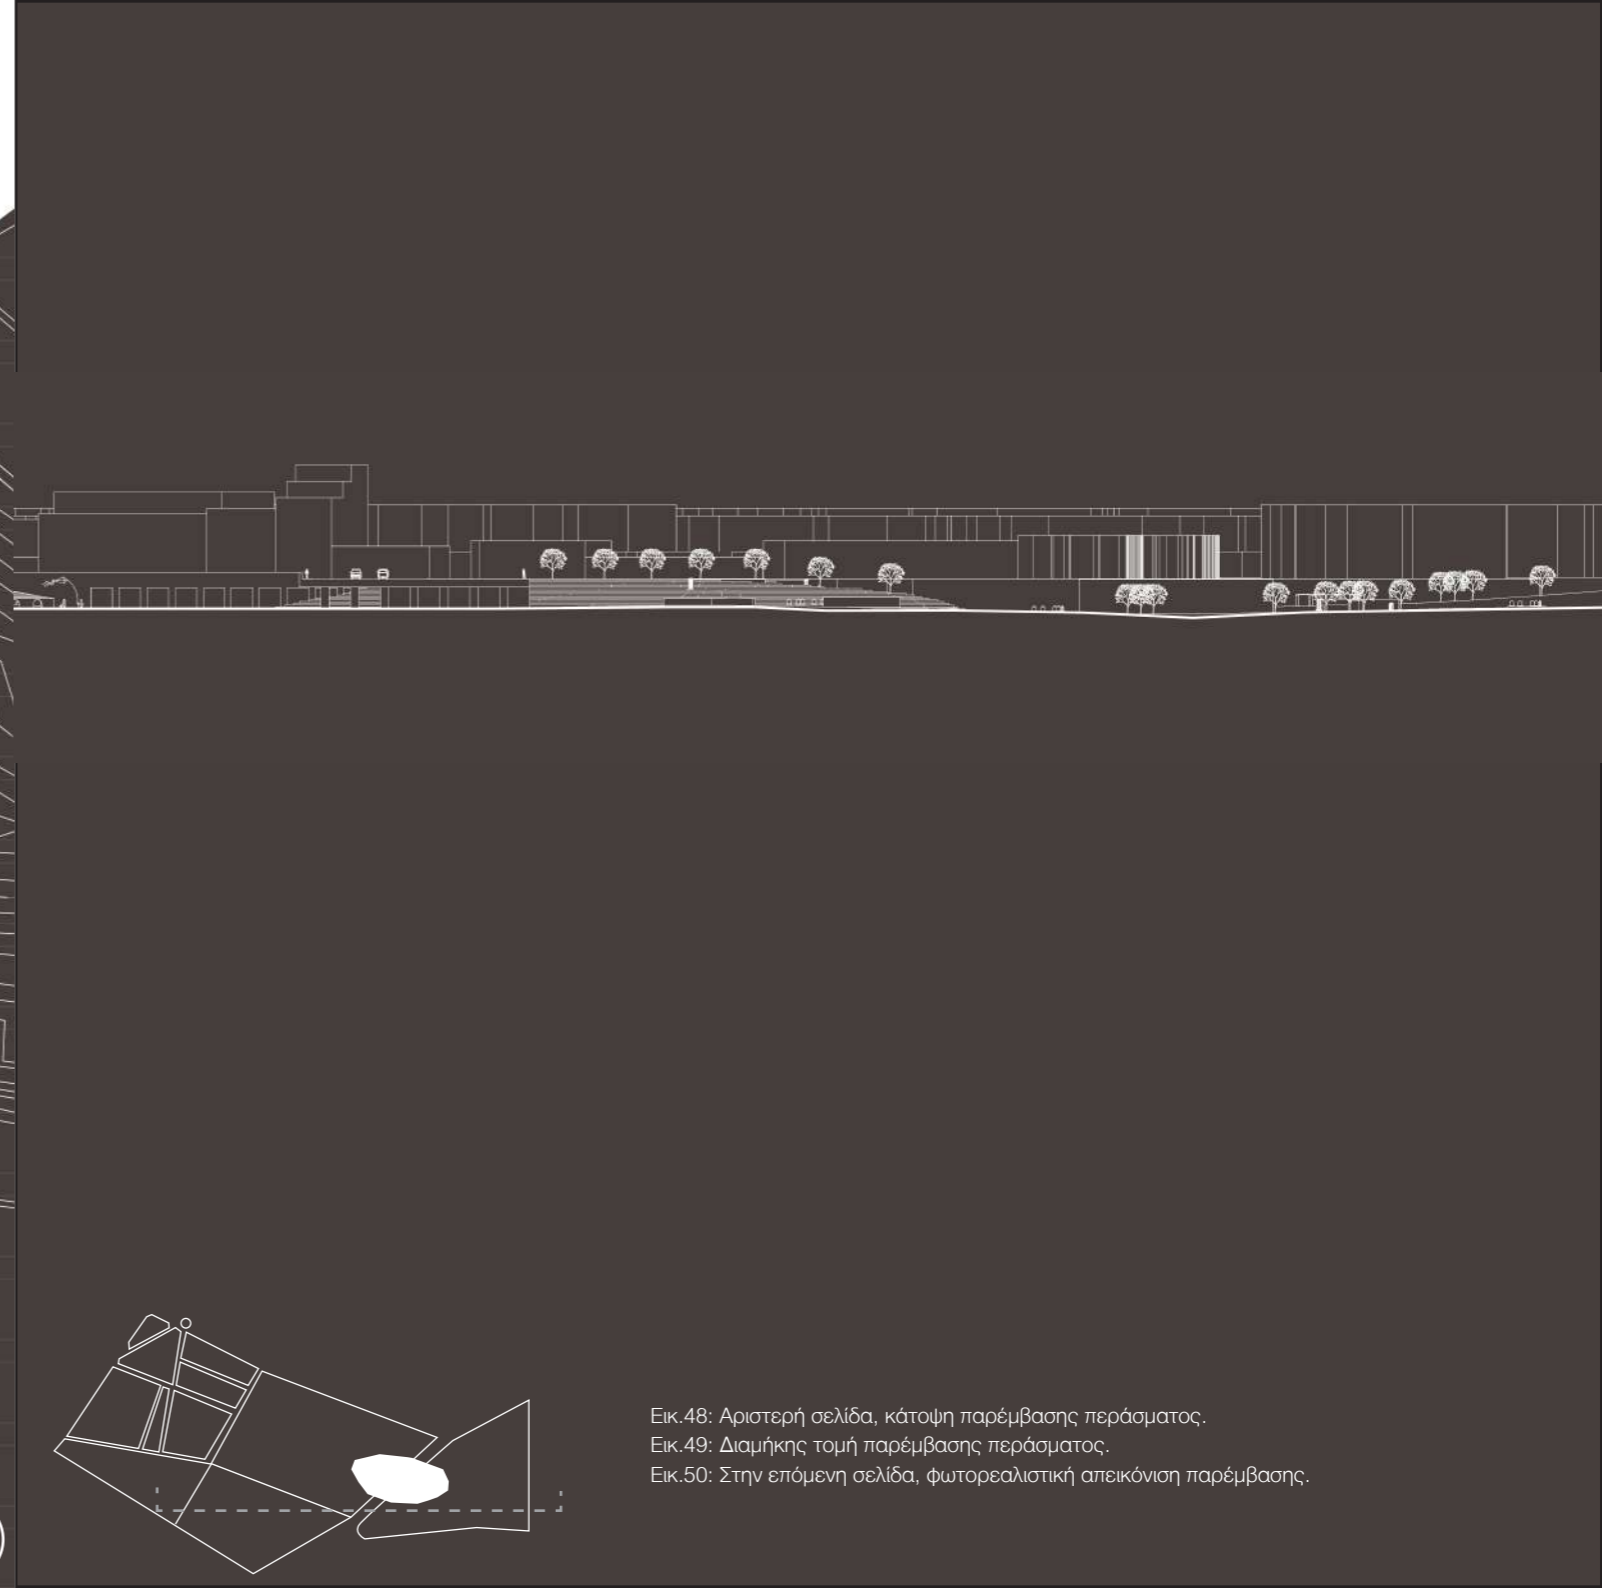 Εικ.48: Αριστερή σελίδα, κάτοψη παρέμβασης περάσματος.
Εικ.49: Διαμήκης τομή παρέμβασης περάσματος.
Εικ.50: Στην επόμενη σελίδα, φωτορεαλιστική απεικόνιση παρέμβασης.